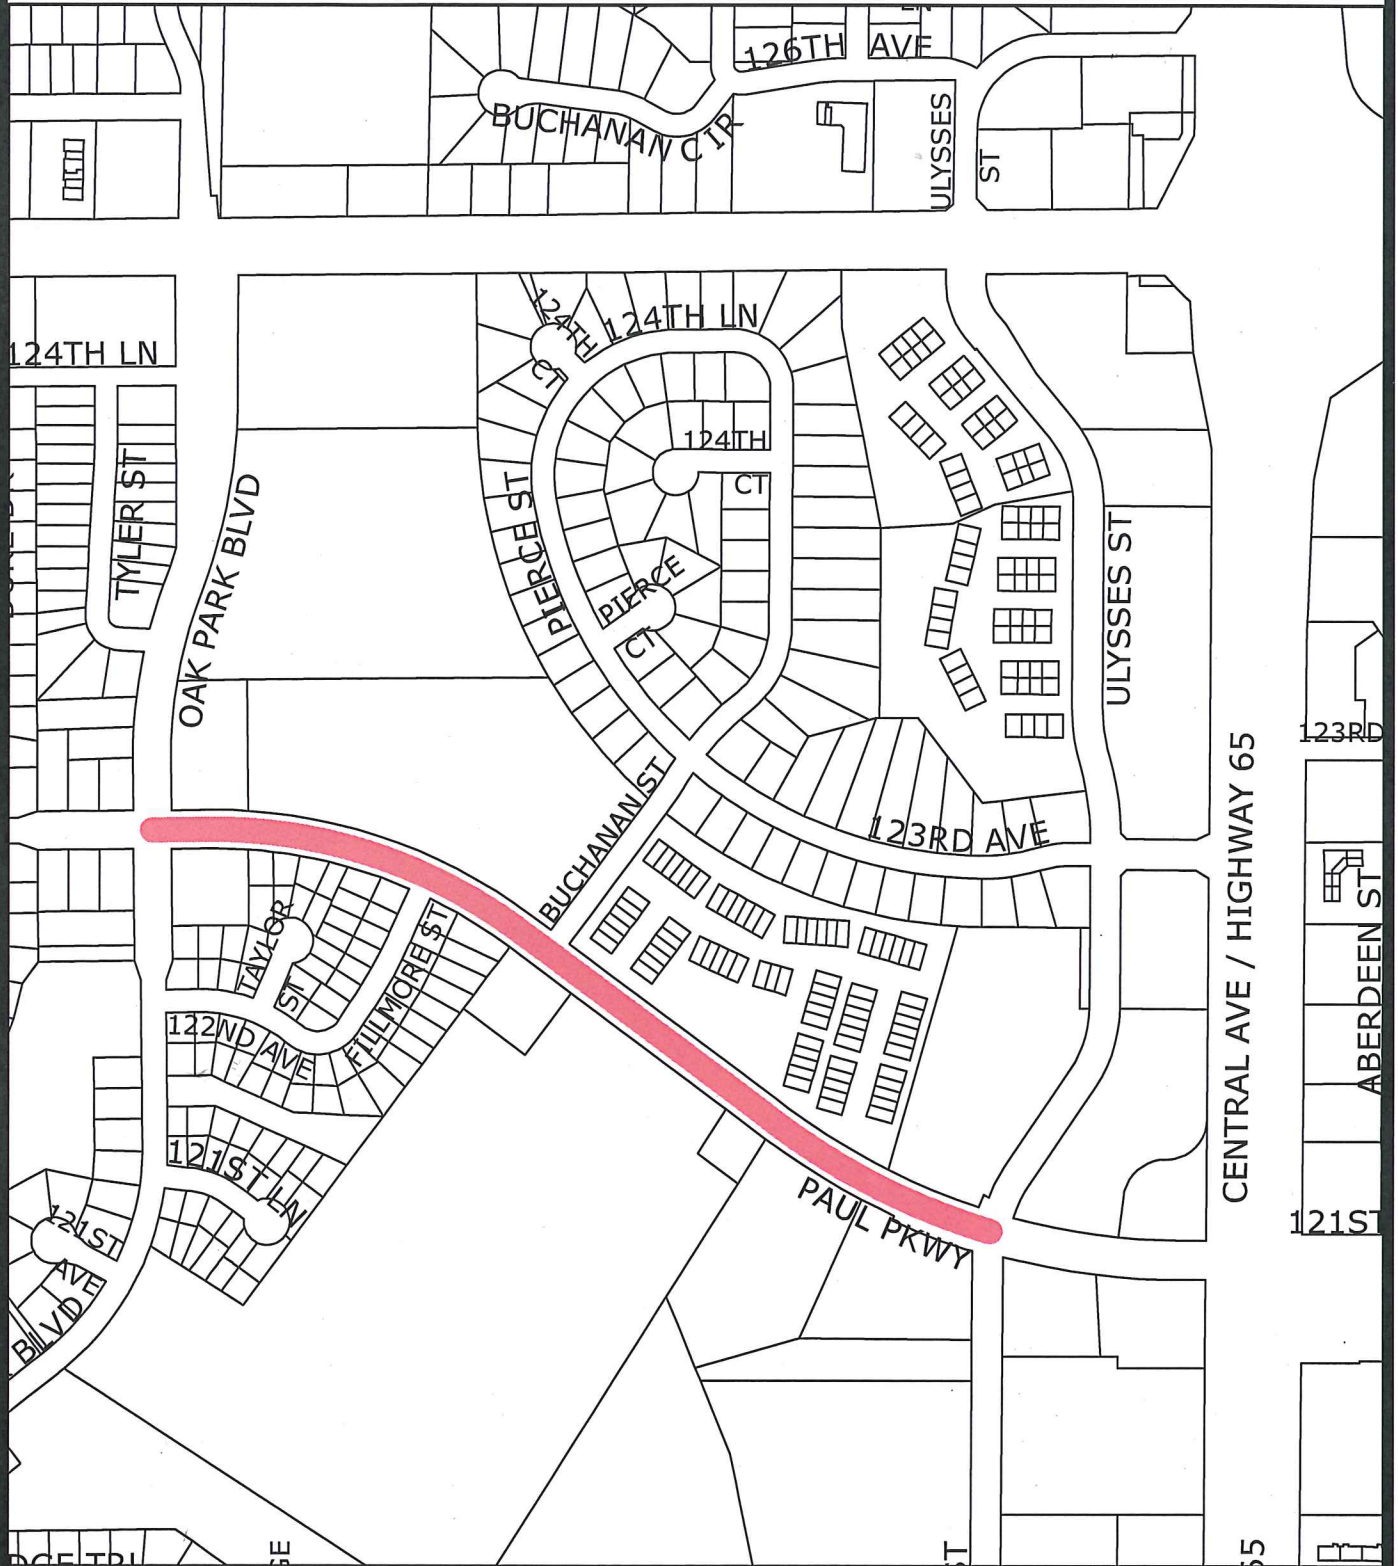 126TH AVE
BUCHANAN CIR
ULYSSES
ST
124TH
CT
124TH LN
124TH LN
124TH
CT
TYLER ST
OAK PARK BLVD
PIERCE ST
PIERCE
CT
ULYSSES ST
123RD
BUCHANAN ST
123RD AVE
CENTRAL AVE / HIGHWAY 65
ABERDEEN ST
TAYLOR
ST
FILLMORE ST
122ND AVE
121ST LN
PAUL PKWY
121ST
121ST
AVE
BLVD
ST
65